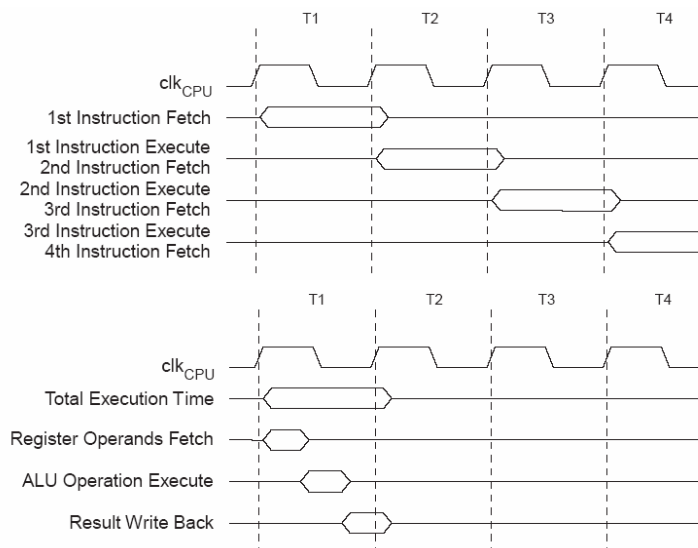 T1 T2 T3 T4
clkCPU
1st Instruction Fetch
1st Instruction Execute
2nd Instruction Fetch
2nd Instruction Execute
3rd Instruction Fetch
3rd Instruction Execute
4th Instruction Fetch
T1 T2 T3 T4
clkCPU
Total Execution Time
Register Operands Fetch
ALU Operation Execute
Result Write Back